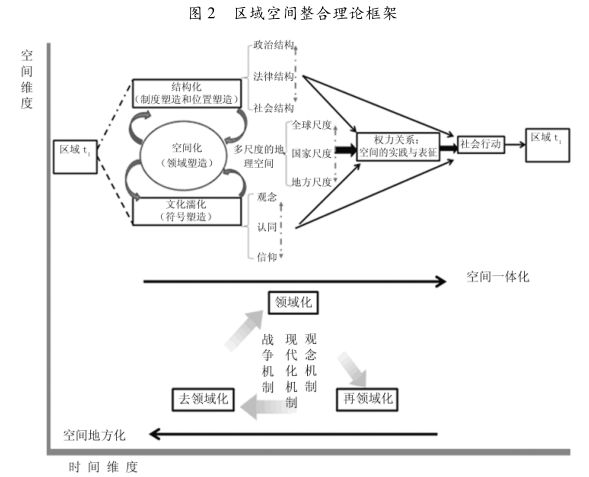 图 2 区域空间整合理论框架
空间维度
政治结构
法律结构
社会结构
结构化
(制度塑造和位置塑造)
区域 t₁
空间化
(领域塑造)
多尺度的地
理空间
全球尺度
国家尺度
地方尺度
权力关系:
空间的实践与表征
社会行动
区域 t₁
文化濡化
(符号塑造)
观念
认同
信仰
空间一体化
领域化
战争机制
现代化机制
观念机制
去领域化
再领域化
空间地方化
时间维度